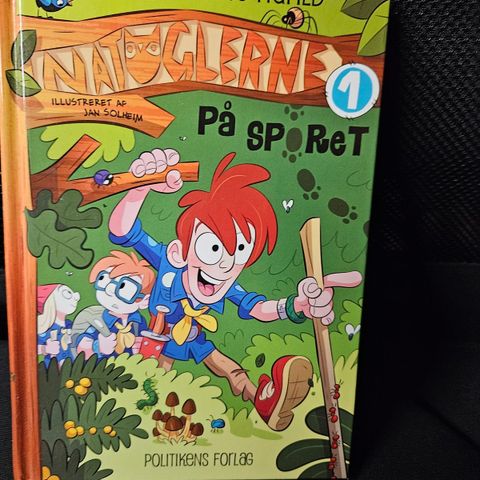 NATUGLERNE
1
ILLUSTRERET AF
JAN SOLHEIM
På SPORET
POLITIKENS FORLAG